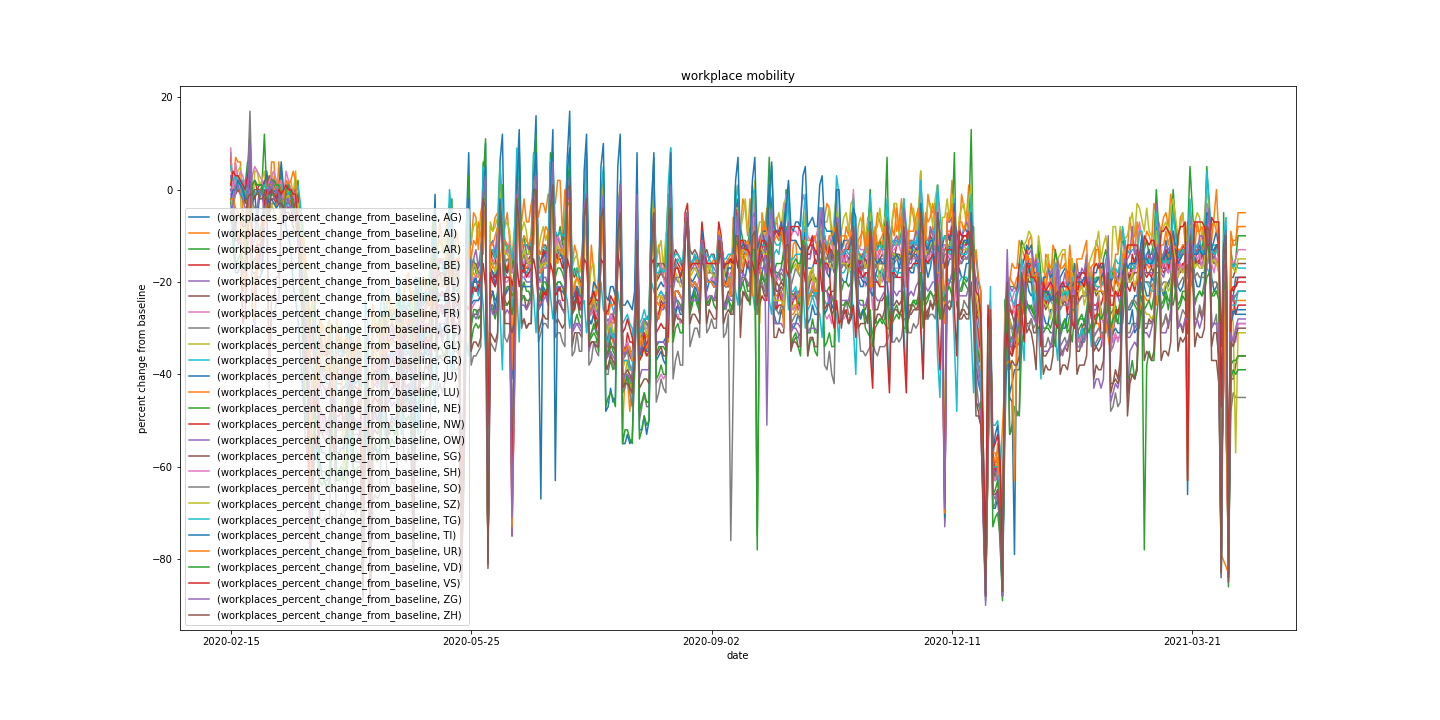 workplace mobility
20
0
−20
−40
−60
−80
percent change from baseline
(workplaces_percent_change_from_baseline, AG)
(workplaces_percent_change_from_baseline, AI)
(workplaces_percent_change_from_baseline, AR)
(workplaces_percent_change_from_baseline, BE)
(workplaces_percent_change_from_baseline, BL)
(workplaces_percent_change_from_baseline, BS)
(workplaces_percent_change_from_baseline, FR)
(workplaces_percent_change_from_baseline, GE)
(workplaces_percent_change_from_baseline, GL)
(workplaces_percent_change_from_baseline, GR)
(workplaces_percent_change_from_baseline, JU)
(workplaces_percent_change_from_baseline, LU)
(workplaces_percent_change_from_baseline, NE)
(workplaces_percent_change_from_baseline, NW)
(workplaces_percent_change_from_baseline, OW)
(workplaces_percent_change_from_baseline, SG)
(workplaces_percent_change_from_baseline, SH)
(workplaces_percent_change_from_baseline, SO)
(workplaces_percent_change_from_baseline, SZ)
(workplaces_percent_change_from_baseline, TG)
(workplaces_percent_change_from_baseline, TI)
(workplaces_percent_change_from_baseline, UR)
(workplaces_percent_change_from_baseline, VD)
(workplaces_percent_change_from_baseline, VS)
(workplaces_percent_change_from_baseline, ZG)
(workplaces_percent_change_from_baseline, ZH)
2020-02-15
2020-05-25
2020-09-02
2020-12-11
2021-03-21
date